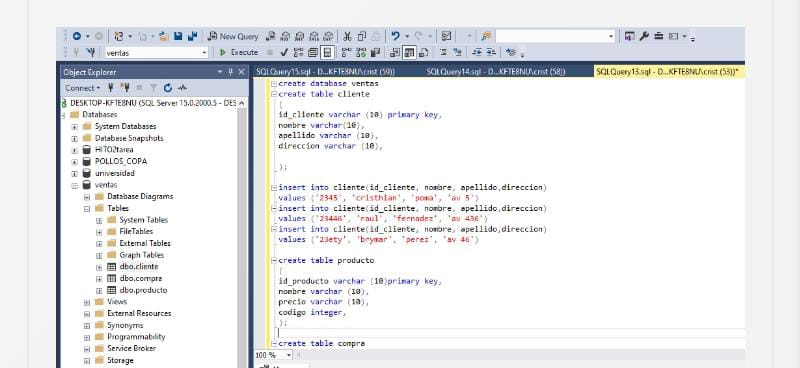 New Query
ventas
Execute
Object Explorer
Connect
DESKTOP-KFTE8NU (SQL Server 15.0.2000.5 - DES
Databases
System Databases
Database Snapshots
HITO2tarea
POLLOS_COPA
universidad
ventas
Database Diagrams
Tables
System Tables
FileTables
External Tables
Graph Tables
dbo.cliente
dbo.compra
dbo.producto
Views
External Resources
Synonyms
Programmability
Service Broker
Storage
SQLQuery15.sql - D...KFTE8NU\crist (59))
SQLQuery14.sql - D...KFTE8NU\crist (58))
SQLQuery13.sql - D...KFTE8NU\crist (53))*
create database ventas
create table cliente
(
id_cliente varchar (10) primary key,
nombre varchar(10),
apellido varchar (10),
direccion varchar (10),
);
insert into cliente(id_cliente, nombre, apellido,direccion)
values ('2345', 'cristhian', 'poma', 'av 5')
insert into cliente(id_cliente, nombre, apellido,direccion)
values ('23446', 'raul', 'fernadez', 'av 436')
insert into cliente(id_cliente, nombre, apellido,direccion)
values ('23ety', 'brymar', 'perez', 'av 46')
create table producto
(
id_producto varchar (10)primary key,
nombre varchar (10),
precio varchar (10),
codigo integer,
);
create table compra
100 %